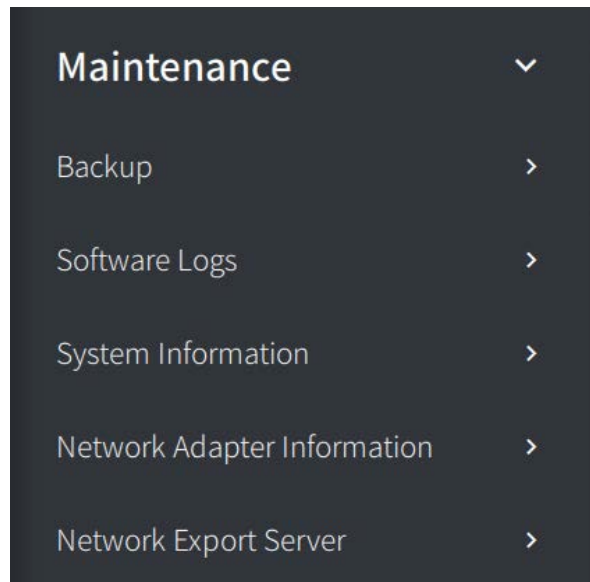 Maintenance
Backup
Software Logs
System Information
Network Adapter Information
Network Export Server